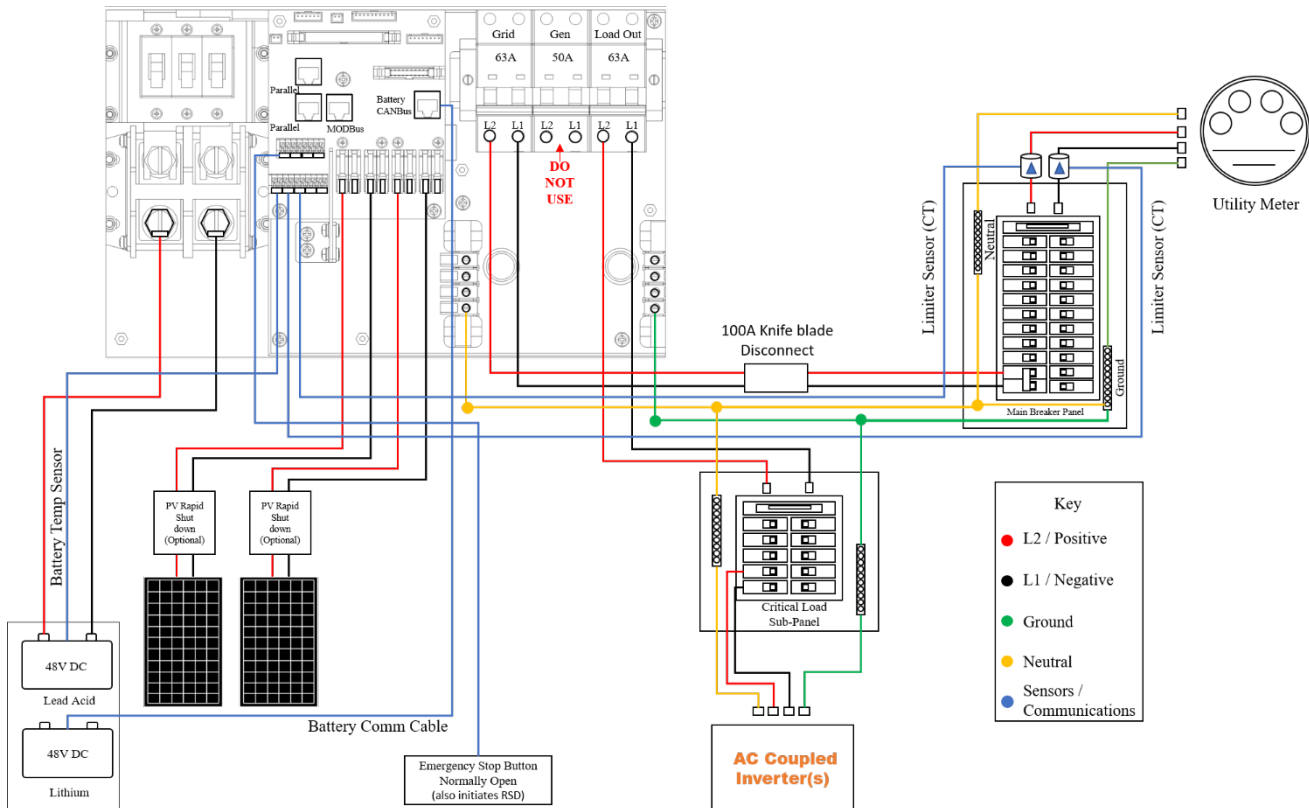 Grid
Gen
Load Out
63A
50A
63A
Parallel
Parallel
MODBus
Battery
CANBus
L2
L1
L2
L1
L2
L1
DO
NOT
USE
Utility Meter
Limiter Sensor (CT)
Neutral
Limiter Sensor (CT)
Ground
Main Breaker Panel
100A Knife blade
Disconnect
Battery Temp Sensor
PV Rapid
Shut
down
(Optional)
PV Rapid
Shut
down
(Optional)
Critical Load
Sub-Panel
Key
L2 / Positive
L1 / Negative
Ground
Neutral
Sensors /
Communications
48V DC
Lead Acid
48V DC
Lithium
Battery Comm Cable
Emergency Stop Button
Normally Open
(also initiates RSD)
AC Coupled
Inverter(s)